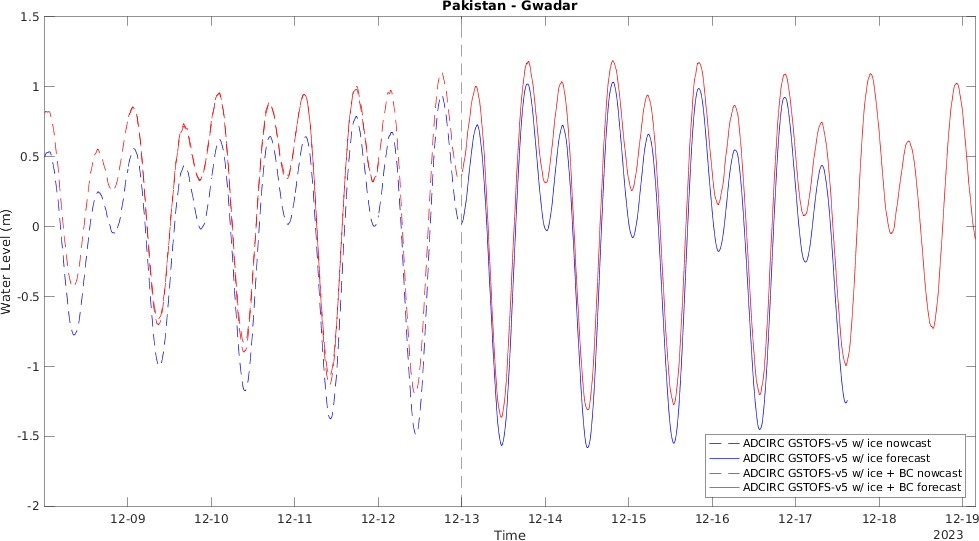 Pakistan - Gwadar
1.5
1
0.5
0
-0.5
-1
-1.5
-2
Water Level (m)
12-09
12-10
12-11
12-12
12-13
12-14
12-15
12-16
12-17
12-18
12-19
Time
2023
ADCIRC GSTOFS-v5 w/ ice nowcast
ADCIRC GSTOFS-v5 w/ ice forecast
ADCIRC GSTOFS-v5 w/ ice + BC nowcast
ADCIRC GSTOFS-v5 w/ ice + BC forecast